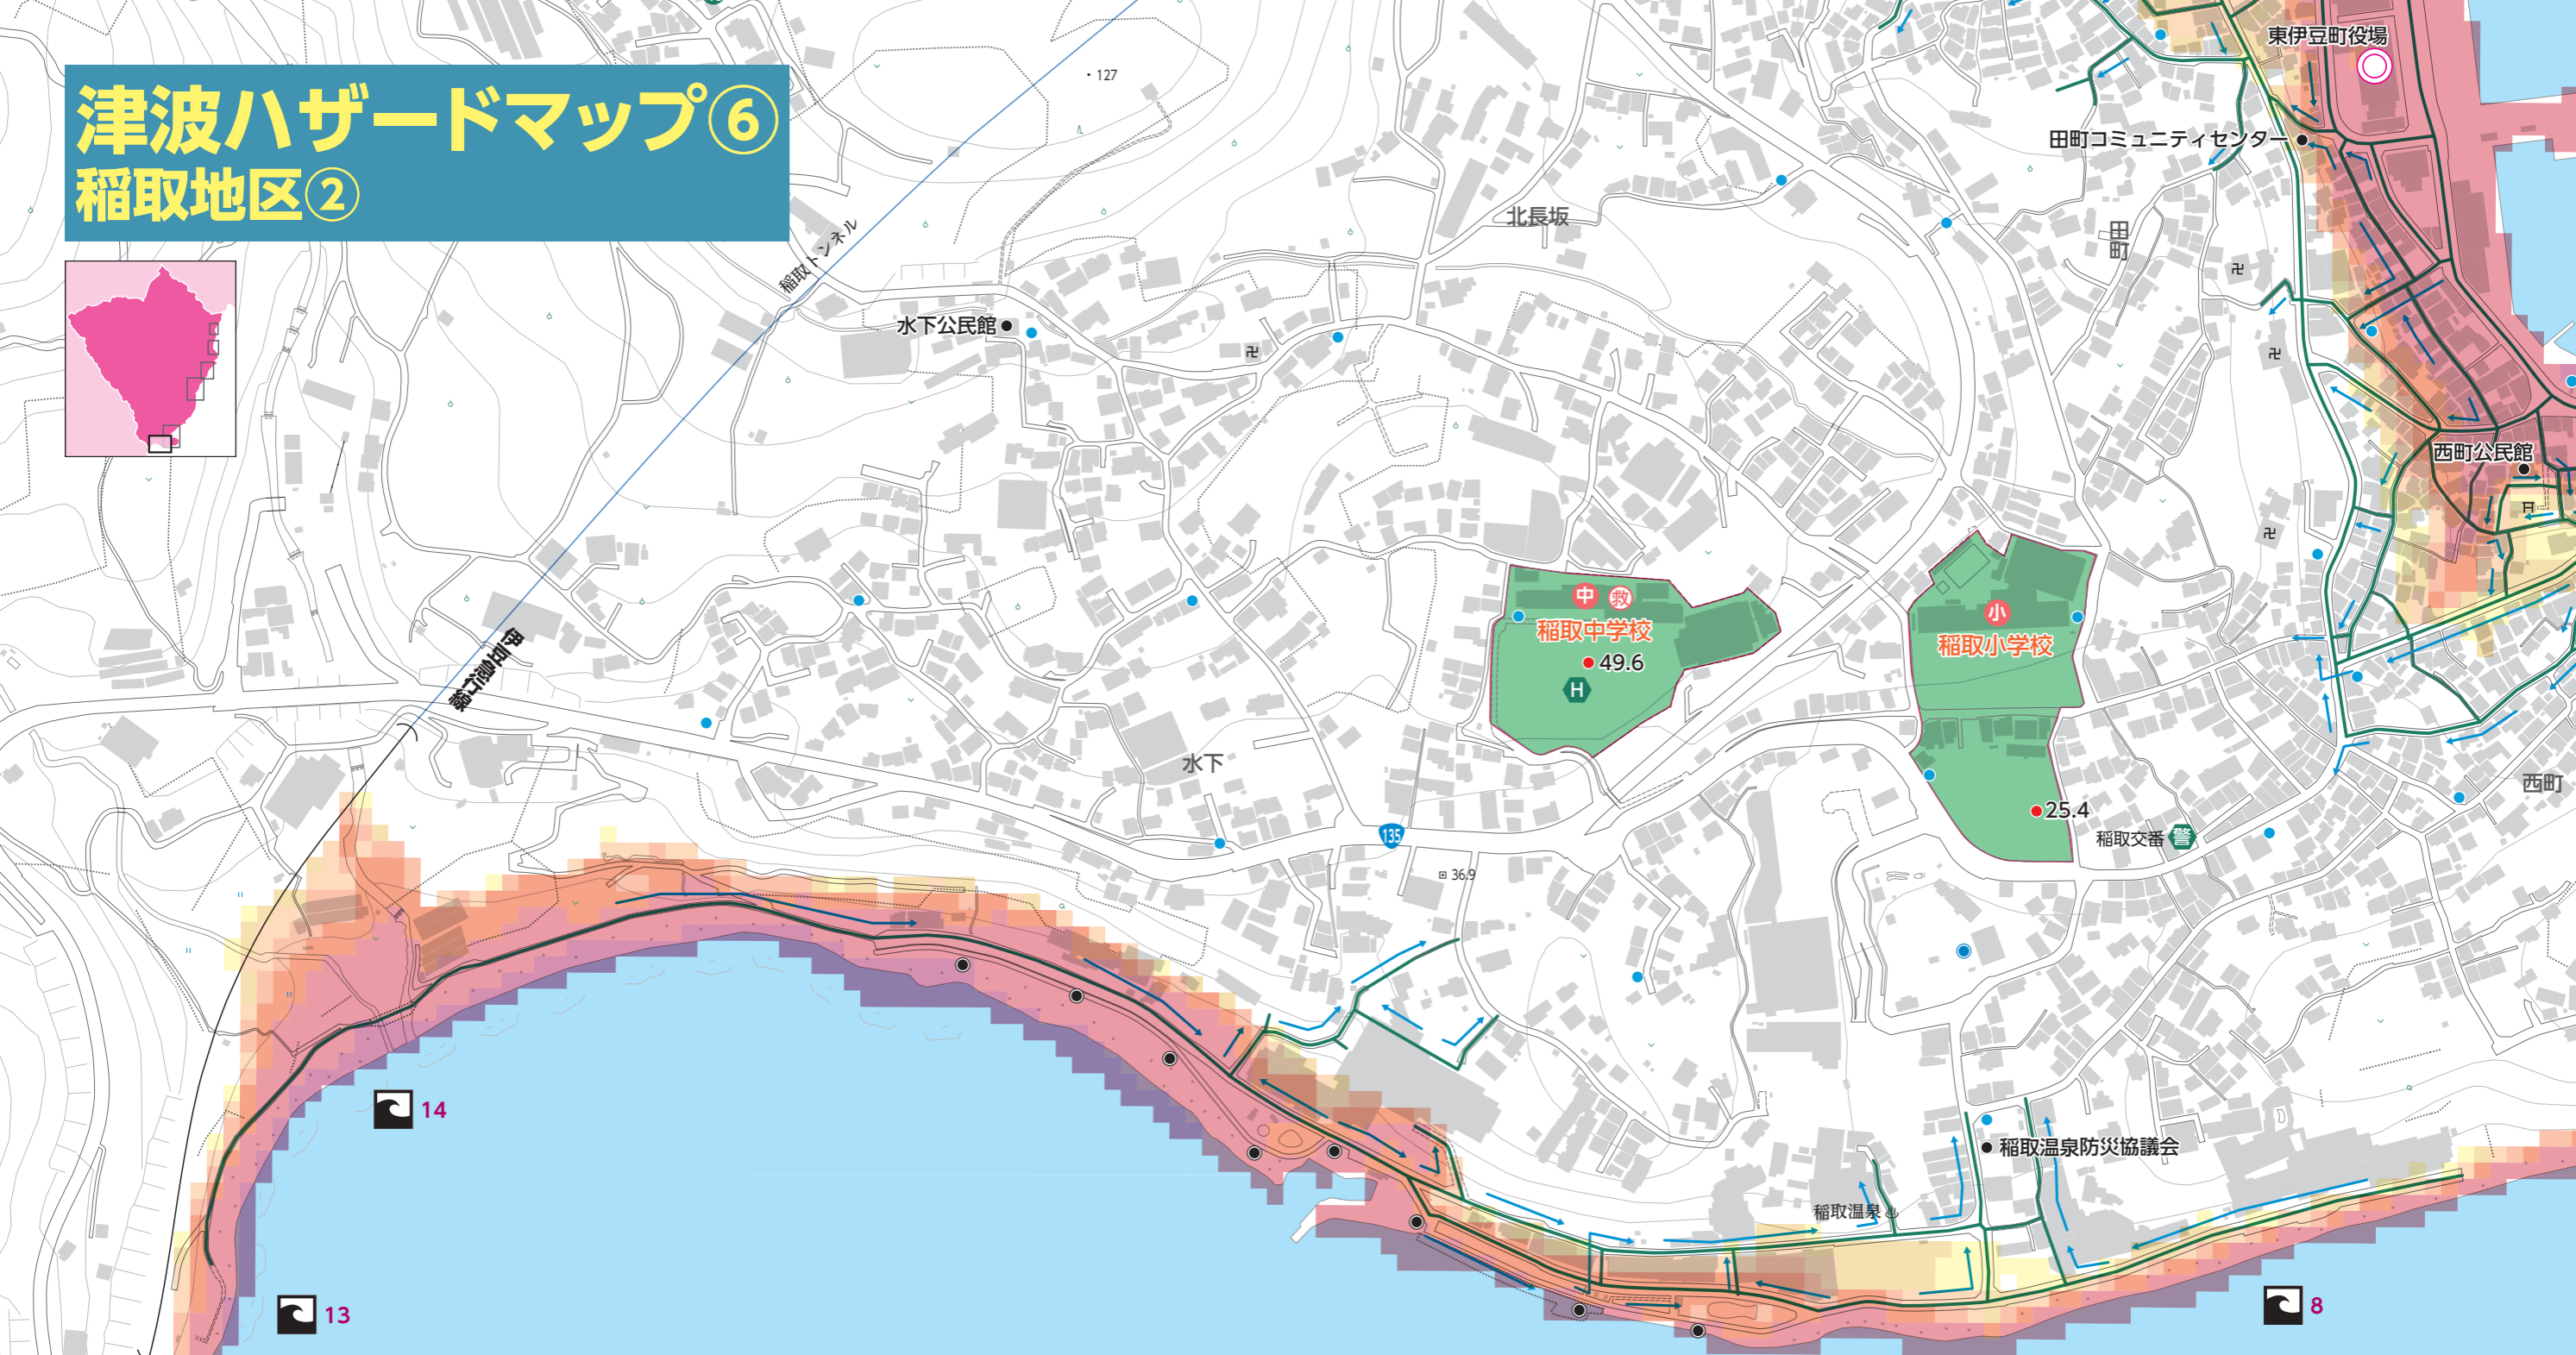 津波ハザードマップ⑥
稲取地区②
127
稲取トンネル
水下公民館
北長坂
田町
東伊豆町役場
田町コミュニティセンター
西町公民館
卍
卍
卍
卍
伊豆急行線
中 救
稲取中学校
49.6
H
小
稲取小学校
25.4
水下
西町
135
36.9
稲取交番
警
14
13
稲取温泉防災協議会
稲取温泉
8